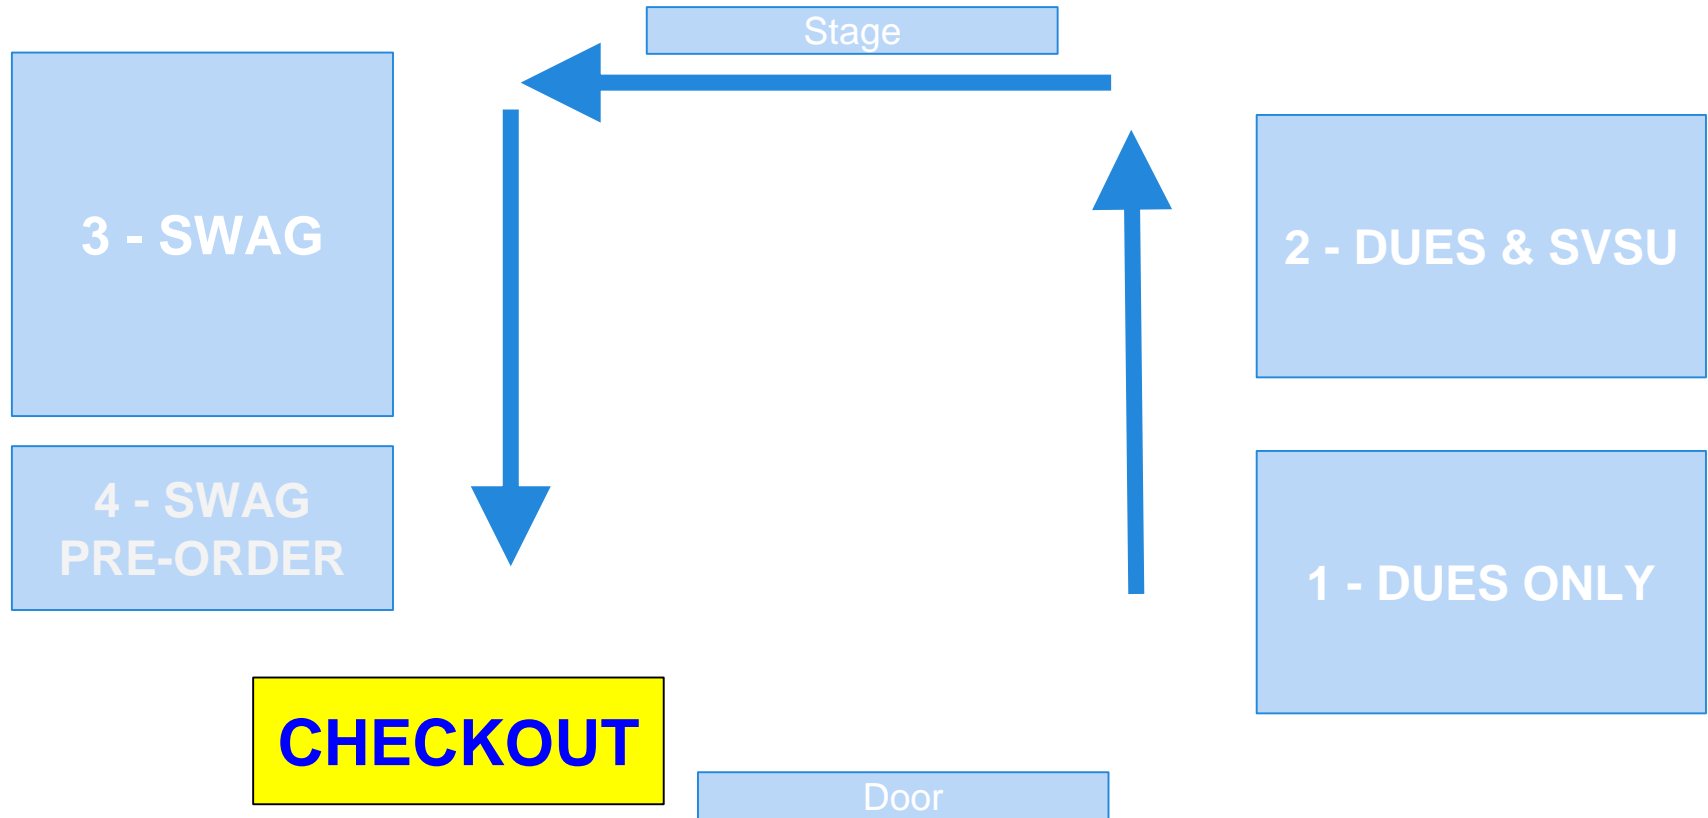 Stage
3 - SWAG
2 - DUES & SVSU
4 - SWAG
PRE-ORDER
1 - DUES ONLY
CHECKOUT
Door